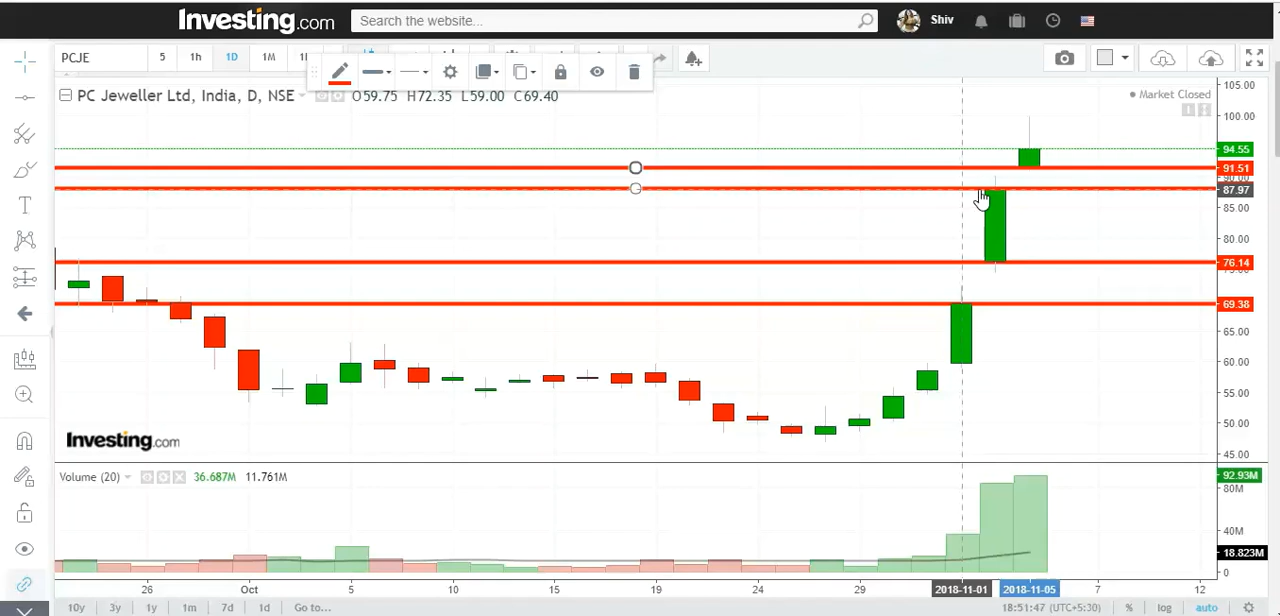 Investing.com
Search the website...
Shiv
PCJE
5
1h
1D
1M
PC Jeweller Ltd, India, D, NSE
O59.75 H72.35 L59.00 C69.40
Market Closed
105.00
100.00
94.55
91.51
90.00
87.97
85.00
80.00
76.14
69.38
65.00
60.00
55.00
50.00
45.00
Investing.com
Volume (20)
36.687M 11.761M
92.93M
80M
40M
18.823M
0
26
Oct
5
10
15
19
24
29
2018-11-01
2018-11-05
7
12
10y
3y
1y
1m
7d
1d
Go to...
18:51:47 (UTC+5:30)
%
log
auto